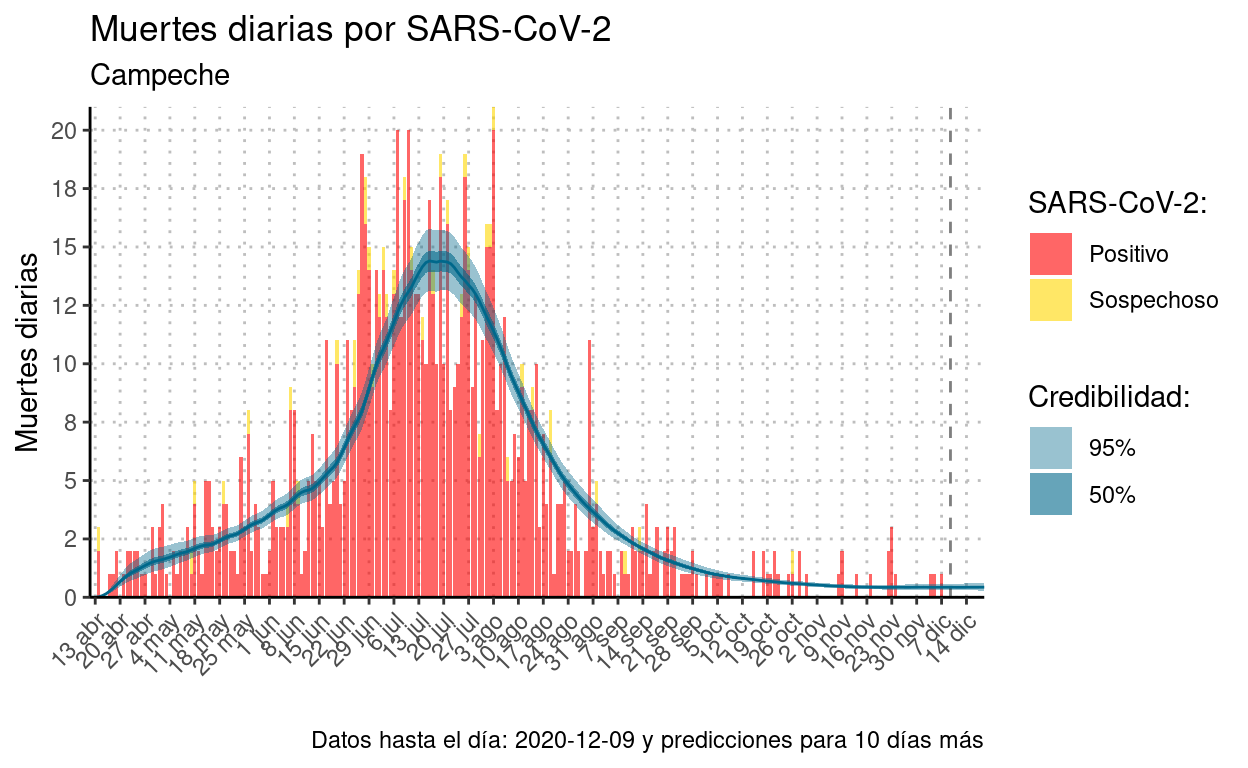 Muertes diarias por SARS-CoV-2
Campeche
Muertes diarias
20
18
15
12
10
8
5
2
0
13 abr
20 abr
27 abr
4 may
11 may
18 may
25 may
1 jun
8 jun
15 jun
22 jun
29 jun
6 jul
13 jul
20 jul
27 jul
3 ago
10 ago
17 ago
24 ago
31 ago
7 sep
14 sep
21 sep
28 sep
5 oct
12 oct
19 oct
26 oct
2 nov
9 nov
16 nov
23 nov
30 nov
7 dic
14 dic
SARS-CoV-2:
Positivo
Sospechoso
Credibilidad:
95%
50%
Datos hasta el día: 2020-12-09 y predicciones para 10 días más